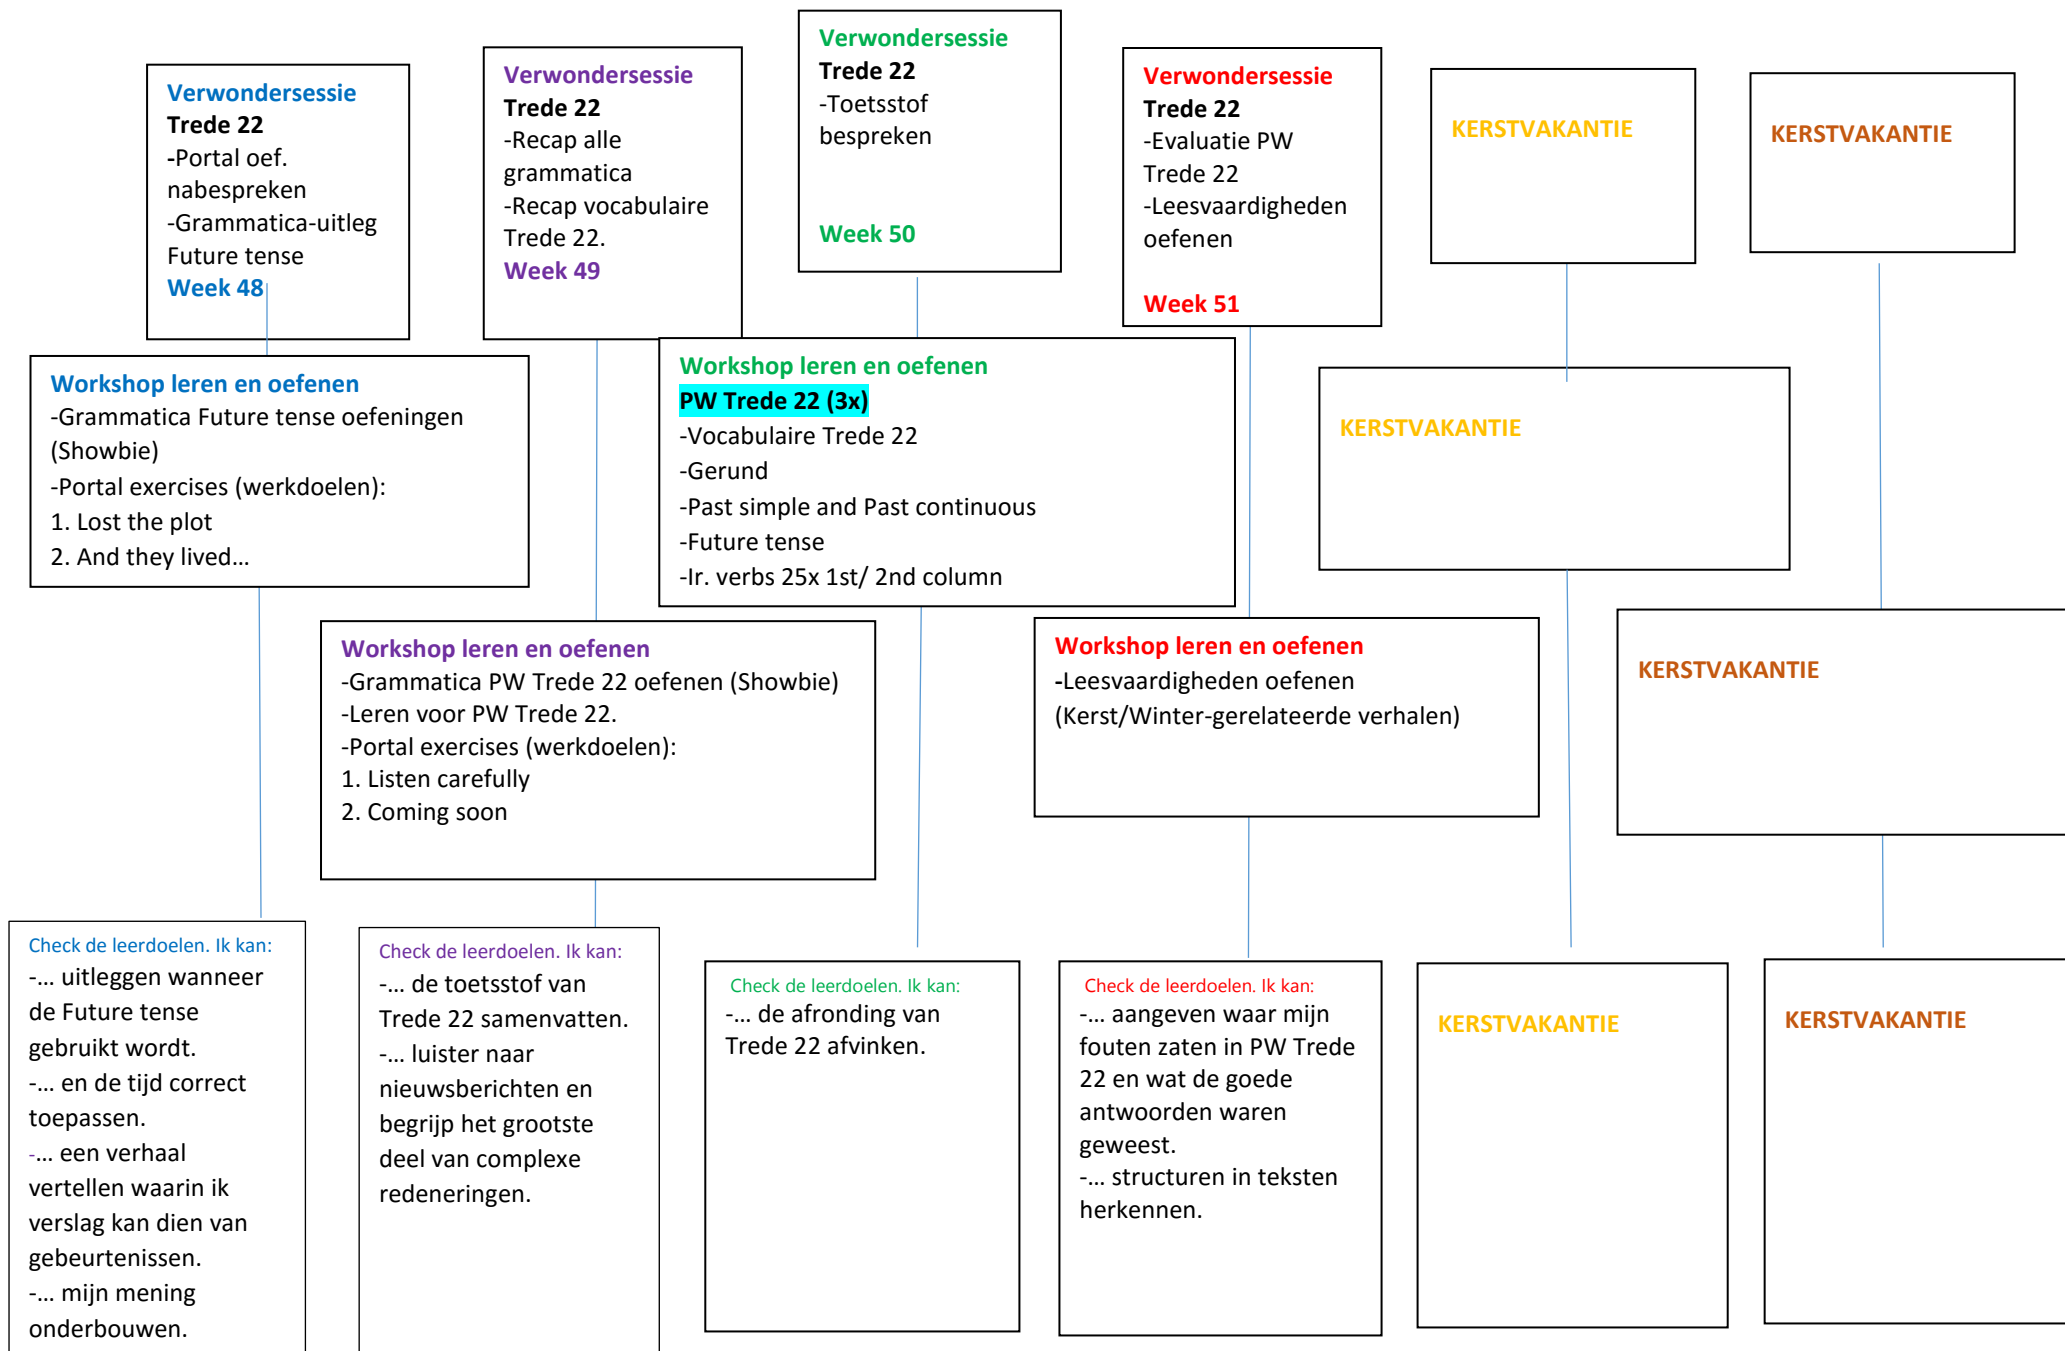 Verwondersessie
Trede 22
-Portal oef.
nabespreken
-Grammatica-uitleg
Future tense
Week 48
Verwondersessie
Trede 22
-Recap alle
grammatica
-Recap vocabulaire
Trede 22.
Week 49
Verwondersessie
Trede 22
-Toetsstof
bespreken
Week 50
Verwondersessie
Trede 22
-Evaluatie PW
Trede 22
-Leesvaardigheden
oefenen
Week 51
KERSTVAKANTIE
KERSTVAKANTIE
Workshop leren en oefenen
-Grammatica Future tense oefeningen
(Showbie)
-Portal exercises (werkdoelen):
1. Lost the plot
2. And they lived…
Workshop leren en oefenen
PW Trede 22 (3x)
-Vocabulaire Trede 22
-Gerund
-Past simple and Past continuous
-Future tense
-Ir. verbs 25x 1st/ 2nd column
KERSTVAKANTIE
Workshop leren en oefenen
-Grammatica PW Trede 22 oefenen (Showbie)
-Leren voor PW Trede 22.
-Portal exercises (werkdoelen):
1. Listen carefully
2. Coming soon
Workshop leren en oefenen
-Leesvaardigheden oefenen
(Kerst/Winter-gerelateerde verhalen)
KERSTVAKANTIE
Check de leerdoelen. Ik kan:
-… uitleggen wanneer
de Future tense
gebruikt wordt.
-… en de tijd correct
toepassen.
-… een verhaal
vertellen waarin ik
verslag kan dien van
gebeurtenissen.
-… mijn mening
onderbouwen.
Check de leerdoelen. Ik kan:
-… de toetsstof van
Trede 22 samenvatten.
-… luister naar
nieuwsberichten en
begrijp het grootste
deel van complexe
redeneringen.
Check de leerdoelen. Ik kan:
-… de afronding van
Trede 22 afvinken.
Check de leerdoelen. Ik kan:
-… aangeven waar mijn
fouten zaten in PW Trede
22 en wat de goede
antwoorden waren
geweest.
-… structuren in teksten
herkennen.
KERSTVAKANTIE
KERSTVAKANTIE